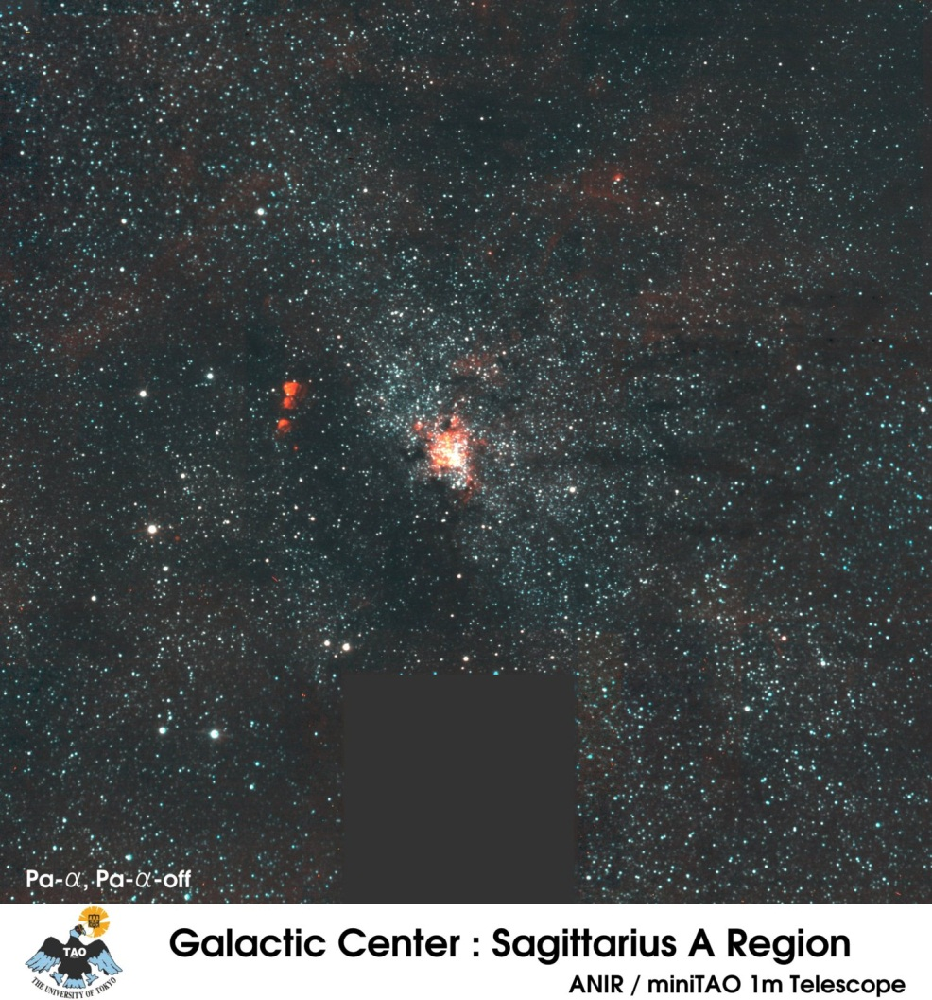 Pa-α, Pa-α-off
TAO
THE UNIVERSITY OF TOKYO
Galactic Center : Sagittarius A Region
ANIR / miniTAO 1m Telescope